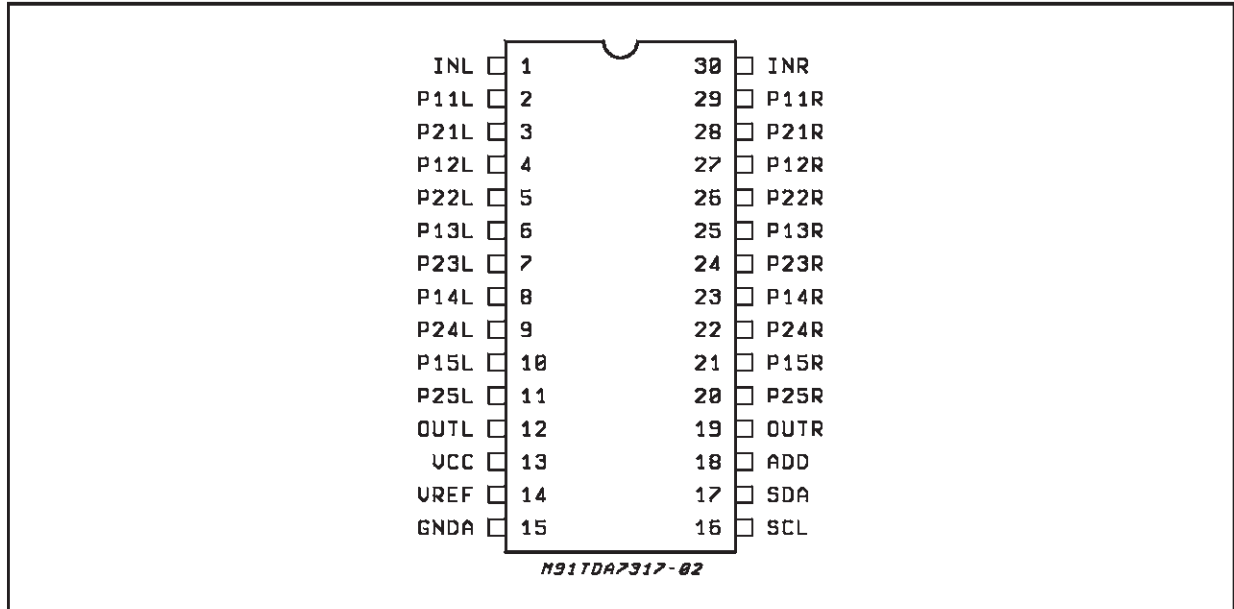 INL 1 30 INR
P11L 2 29 P11R
P21L 3 28 P21R
P12L 4 27 P12R
P22L 5 26 P22R
P13L 6 25 P13R
P23L 7 24 P23R
P14L 8 23 P14R
P24L 9 22 P24R
P15L 10 21 P15R
P25L 11 20 P25R
OUTL 12 19 OUTR
VCC 13 18 ADD
VREF 14 17 SDA
GNDA 15 16 SCL
M91TDA7317-02